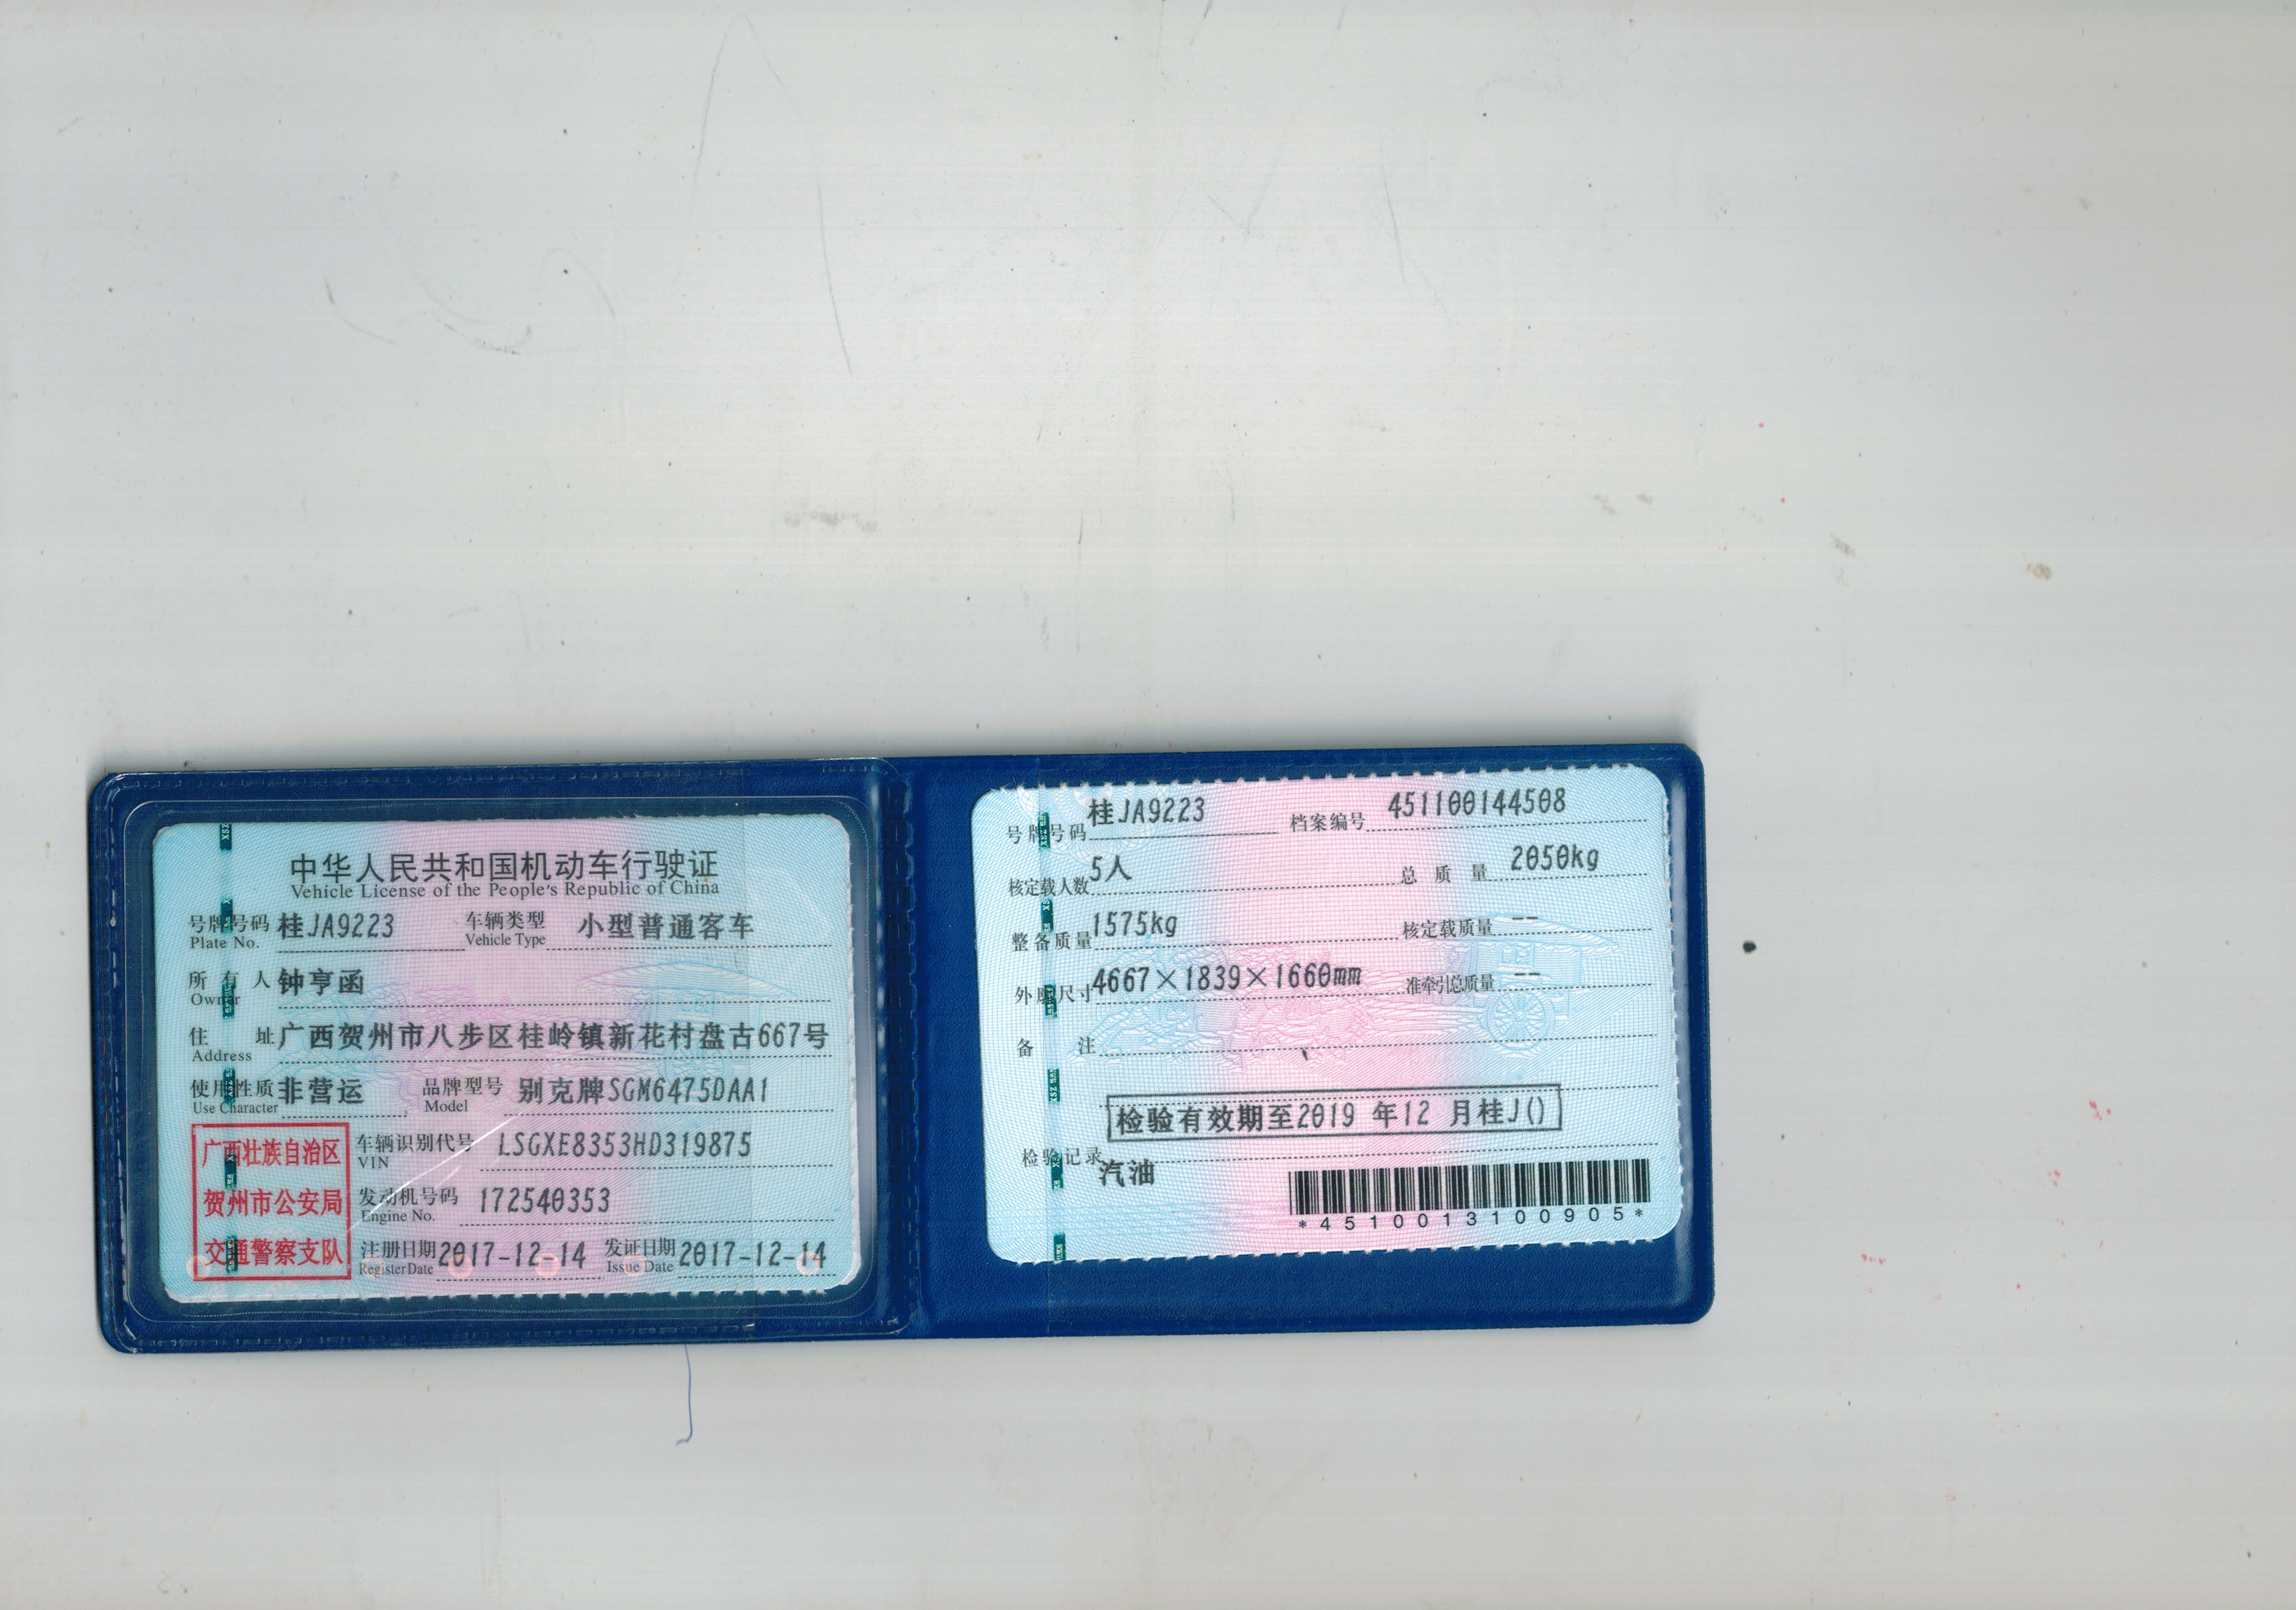 中华人民共和国机动车行驶证
Vehicle License of the People's Republic of China
号牌号码 桂JA9223 车辆类型 小型普通客车
Plate No. Vehicle Type
所有人 钟亨函
Owner
住址 广西贺州市八步区桂岭镇新花村盘古667号
Address
使用性质 非营运 品牌型号 别克牌SGM6475DAA1
Use Character Model
广西壮族自治区
贺州市公安局
交通警察支队
车辆识别代号 LSGXE8353HD319875
VIN
发动机号码 172540353
Engine No.
注册日期 2017-12-14 发证日期 2017-12-14
Register Date Issue Date
号牌号码 桂JA9223 档案编号 451100144508
核定载人数 5人 总质量 2050kg
整备质量 1575kg 核定载质量 --
外廓尺寸 4667×1839×1660mm 准牵引总质量 --
备注
检验有效期至2019 年12 月桂J()
检验记录
汽油
*4510013100905*